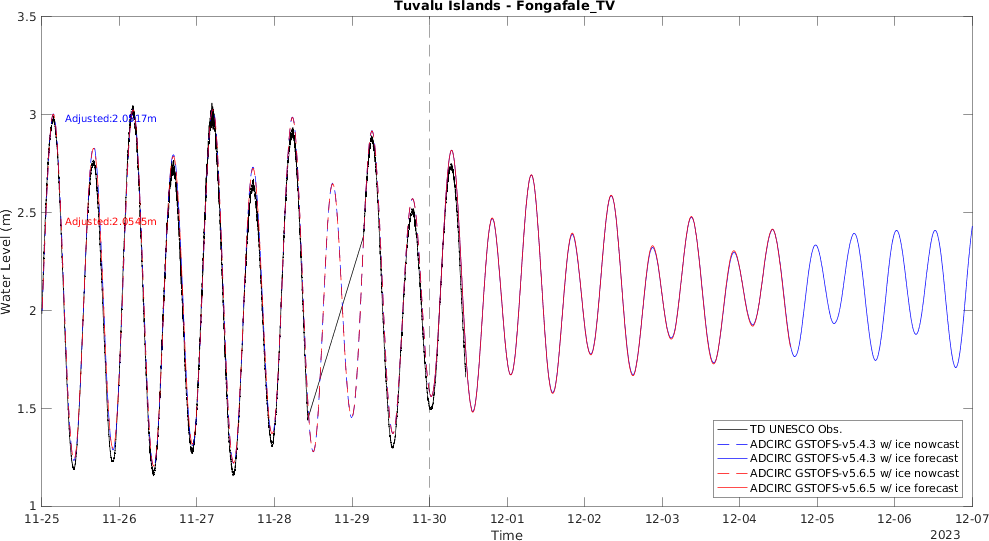 Tuvalu Islands - Fongafale_TV
3.5
3
2.5
2
1.5
1
Water Level (m)
Adjusted:2.0917m
Adjusted:2.0545m
TD UNESCO Obs.
ADCIRC GSTOFS-v5.4.3 w/ ice nowcast
ADCIRC GSTOFS-v5.4.3 w/ ice forecast
ADCIRC GSTOFS-v5.6.5 w/ ice nowcast
ADCIRC GSTOFS-v5.6.5 w/ ice forecast
11-25 11-26 11-27 11-28 11-29 11-30 12-01 12-02 12-03 12-04 12-05 12-06 12-07
Time
2023